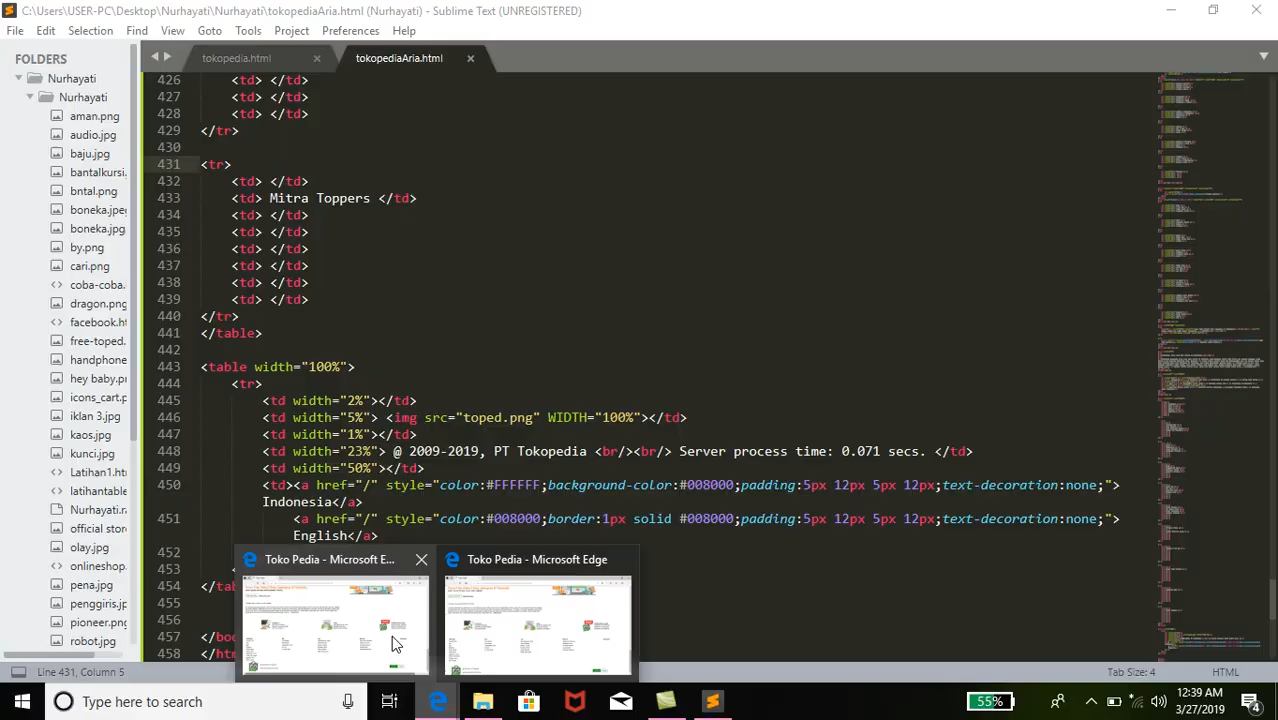 C:\Users\USER-PC\Desktop\Nurhayati\Nurhayati\tokopediaAria.html (Nurhayati) - Sublime Text (UNREGISTERED)
File Edit Selection Find View Goto Tools Project Preferences Help
FOLDERS
Nurhayati
Nurhayati
aman.png
audio.jpg
baju.jpg
bantalkursi.
bntal.png
boneka.jpeg
boneka.jpg
by.png
cari.png
coba-coba.
dragon.png
facebook.ht
free-toped.
handphone
hey baby.pn
icons_carto
iklan 3.jpg
kaos.jpg
kunci.jpg
Latihan1.ht
latihantable
Nurhayati.ra
official store
olay.jpg
onlineshop.
pena.jpg
penggiris.jp
pioneer.png
robot.jpg
tokopedia.html
tokopediaAria.html
426 <td> </td>
427 <td> </td>
428 <td> </td>
429 </tr>
430
431 <tr>
432 <td> </td>
433 <td> Mitra Toppers </td>
434 <td> </td>
435 <td> </td>
436 <td> </td>
437 <td> </td>
438 <td> </td>
439 <td> </td>
440 </tr>
441 </table>
442
443 <table width="100%">
444 <tr>
445 <td width="2%"></td>
446 <td width="5%"> <img src="toped.png" WIDTH="100%"></td>
447 <td width="1%"></td>
448 <td width="23%"> @ 2009-2019, PT Tokopedia <br/><br/> Server process time: 0.071 secs. </td>
449 <td width="50%"></td>
450 <td><a href="/" style="color:#FFFFFF;background-color:#008000;padding:5px 12px 5px 12px;text-decoration:none;">
Indonesia</a>
451 <a href="/" style="color:#008000;border:1px solid #008000;padding:5px 12px 5px 12px;text-decoration:none;">
English</a>
452
453
454 </ta
455
456
457 </bo
458 </ht
Toko Pedia - Microsoft E...
Toko Pedia - Microsoft Edge
Line 431, Column 5
Tab Size: 4
HTML
Type here to search
55%
12:39 AM
3/27/2019
4